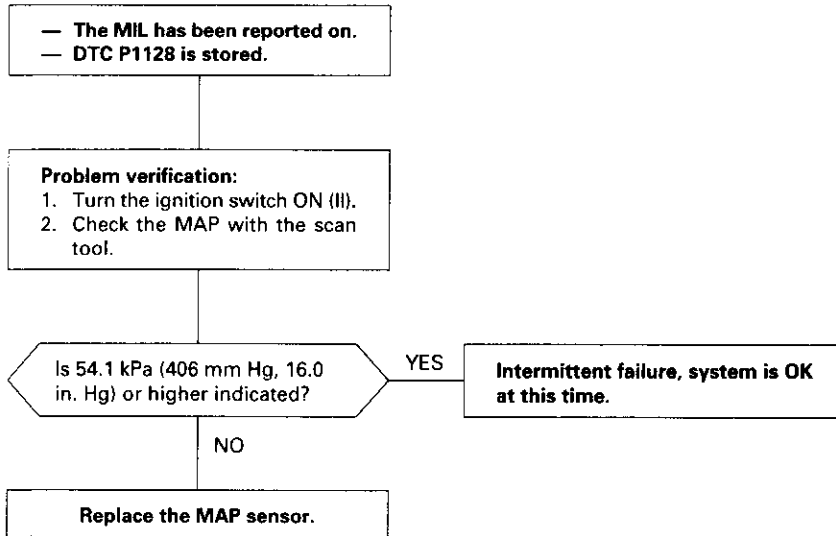 — The MIL has been reported on.
— DTC P1128 is stored.
Problem verification:
1. Turn the ignition switch ON (II).
2. Check the MAP with the scan
tool.
Is 54.1 kPa (406 mm Hg, 16.0
in. Hg) or higher indicated?
YES
Intermittent failure, system is OK
at this time.
NO
Replace the MAP sensor.